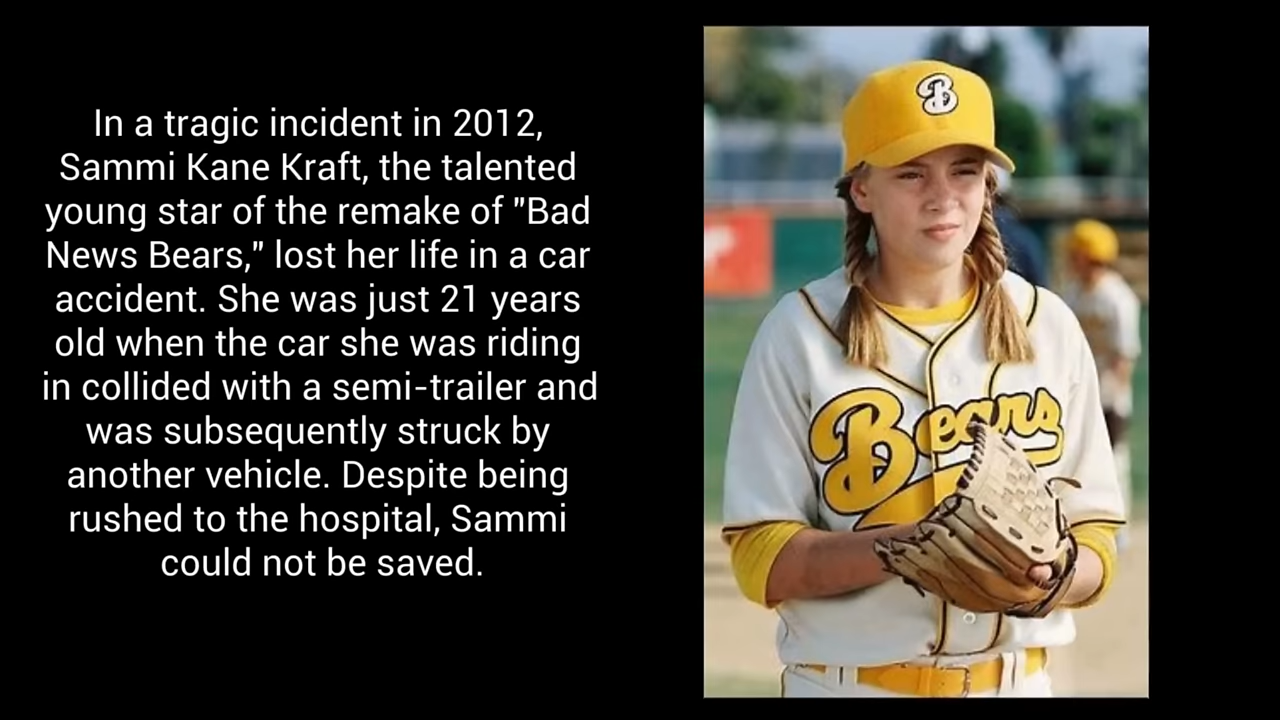 In a tragic incident in 2012,
Sammi Kane Kraft, the talented
young star of the remake of "Bad
News Bears," lost her life in a car
accident. She was just 21 years
old when the car she was riding
in collided with a semi-trailer and
was subsequently struck by
another vehicle. Despite being
rushed to the hospital, Sammi
could not be saved.
B
Bears
B